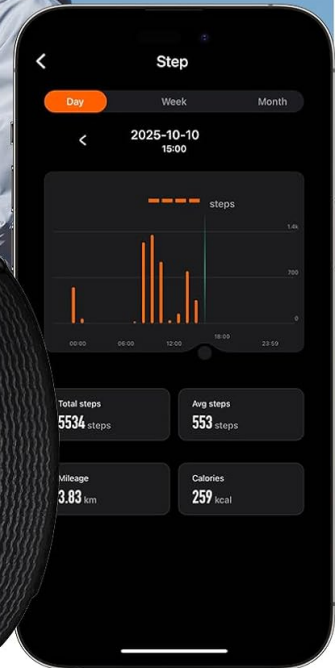 Step
Day Week Month
2025-10-10
15:00
steps
1.4k
700
0
00:00 06:00 12:00 18:00 23:59
Total steps Avg steps
5534 steps 553 steps
Mileage Calories
3.83 km 259 kcal